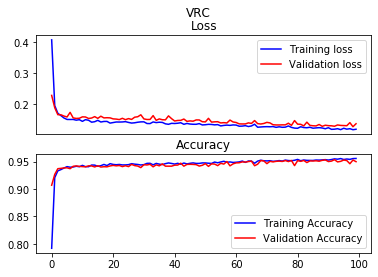 VRC
Loss
0.4
0.3
0.2
Training loss
Validation loss
Accuracy
0.95
0.90
0.85
0.80
Training Accuracy
Validation Accuracy
0 20 40 60 80 100